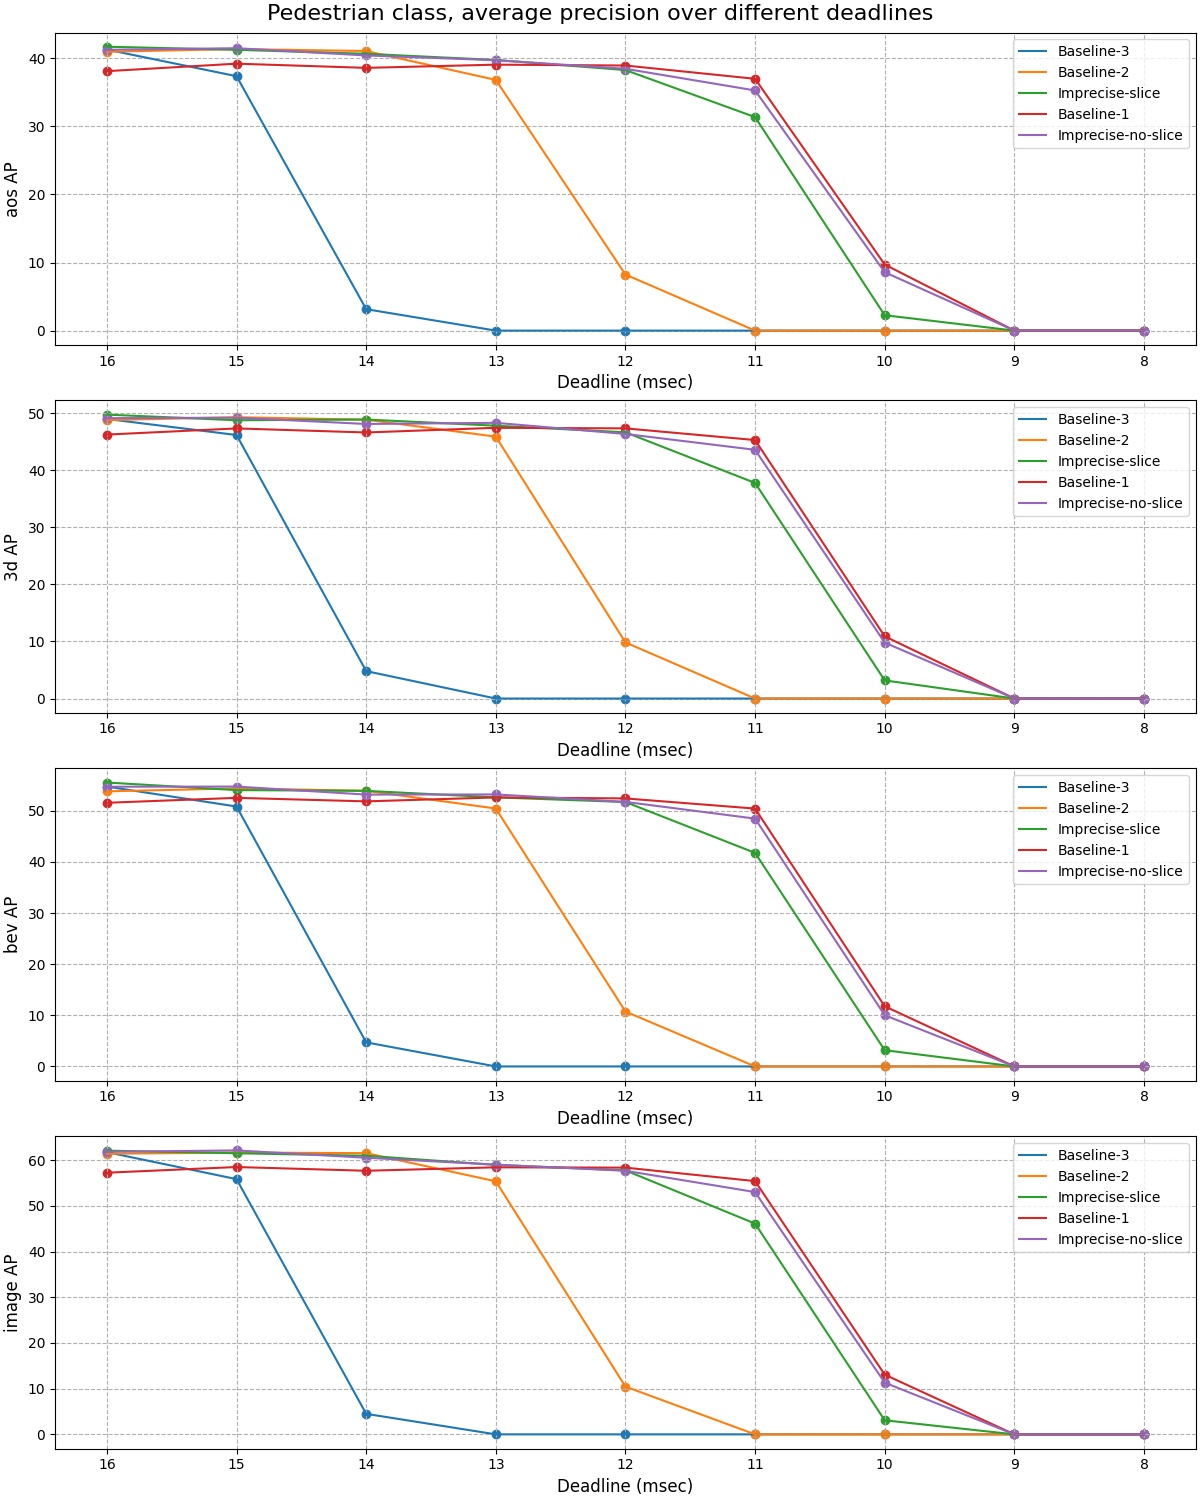 Pedestrian class, average precision over different deadlines
aos AP
40
30
20
10
0
Baseline-3
Baseline-2
Imprecise-slice
Baseline-1
Imprecise-no-slice
16 15 14 13 12 11 10 9 8
Deadline (msec)
3d AP
50
40
30
20
10
0
Baseline-3
Baseline-2
Imprecise-slice
Baseline-1
Imprecise-no-slice
16 15 14 13 12 11 10 9 8
Deadline (msec)
bev AP
50
40
30
20
10
0
Baseline-3
Baseline-2
Imprecise-slice
Baseline-1
Imprecise-no-slice
16 15 14 13 12 11 10 9 8
Deadline (msec)
image AP
60
50
40
30
20
10
0
Baseline-3
Baseline-2
Imprecise-slice
Baseline-1
Imprecise-no-slice
16 15 14 13 12 11 10 9 8
Deadline (msec)